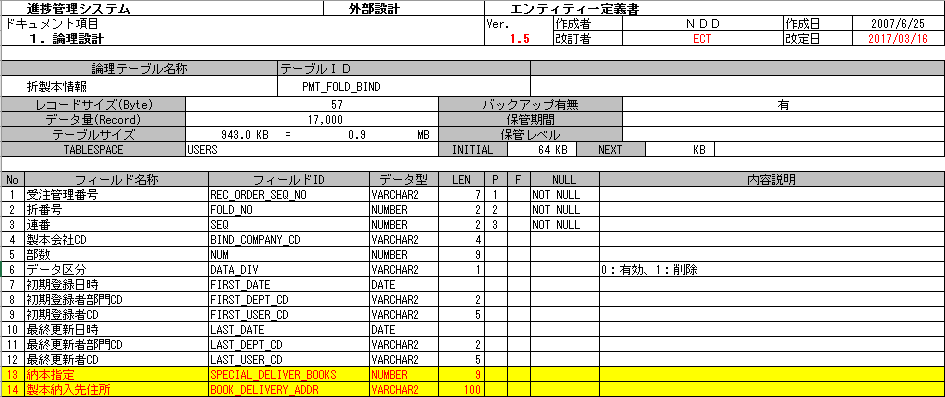 進捗管理システム 外部設計 エンティティー定義書
ドキュメント項目 Ver. 作成者 ＮＤＤ 作成日 2007/6/25
１．論理設計 1.5 改訂者 ECT 改定日 2017/03/16
論理テーブル名称 テーブルＩＤ
折製本情報 PMT_FOLD_BIND
レコードサイズ(Byte) 57 バックアップ有無 有
データ量(Record) 17,000 保管期間
テーブルサイズ 943.0 KB = 0.9 MB 保管レベル
TABLESPACE USERS INITIAL 64 KB NEXT KB
No フィールド名称 フィールドID データ型 LEN P F NULL 内容説明
1 受注管理番号 REC_ORDER_SEQ_NO VARCHAR2 7 1 NOT NULL
2 折番号 FOLD_NO NUMBER 2 2 NOT NULL
3 連番 SEQ NUMBER 2 3 NOT NULL
4 製本会社CD BIND_COMPANY_CD VARCHAR2 4
5 部数 NUM NUMBER 9
6 データ区分 DATA_DIV VARCHAR2 1 0：有効、1：削除
7 初期登録日時 FIRST_DATE DATE
8 初期登録者部門CD FIRST_DEPT_CD VARCHAR2 2
9 初期登録者CD FIRST_USER_CD VARCHAR2 5
10 最終更新日時 LAST_DATE DATE
11 最終更新者部門CD LAST_DEPT_CD VARCHAR2 2
12 最終更新者CD LAST_USER_CD VARCHAR2 5
13 納本指定 SPECIAL_DELIVER_BOOKS NUMBER 9
14 製本納入先住所 BOOK_DELIVERY_ADDR VARCHAR2 100